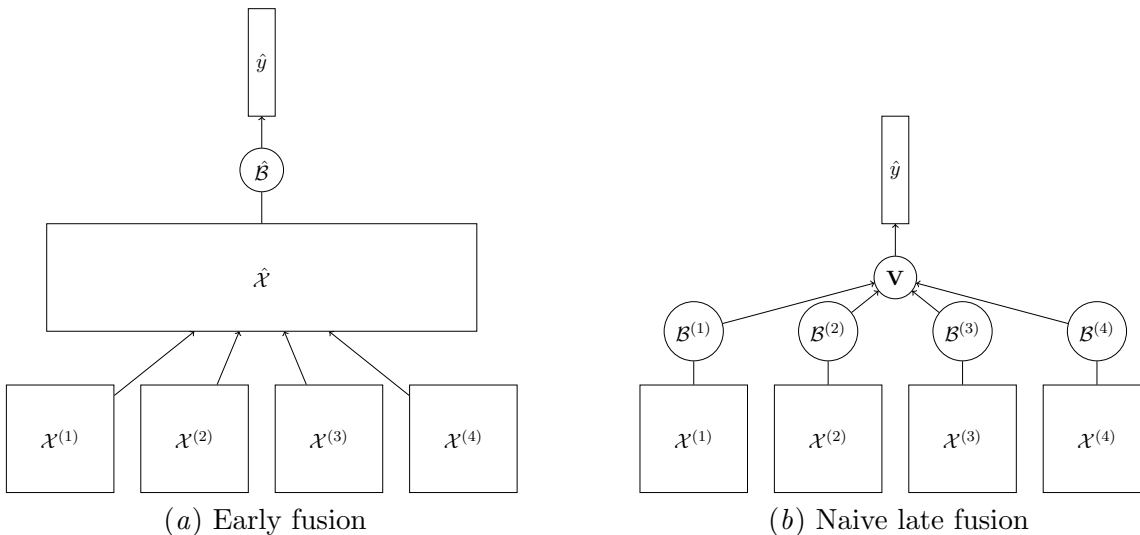 ŷ
ℬ̂
𝒳̂
𝒳⁽¹⁾ 𝒳⁽²⁾ 𝒳⁽³⁾ 𝒳⁽⁴⁾
(a) Early fusion
ŷ
V
ℬ⁽¹⁾ ℬ⁽²⁾ ℬ⁽³⁾ ℬ⁽⁴⁾
𝒳⁽¹⁾ 𝒳⁽²⁾ 𝒳⁽³⁾ 𝒳⁽⁴⁾
(b) Naive late fusion